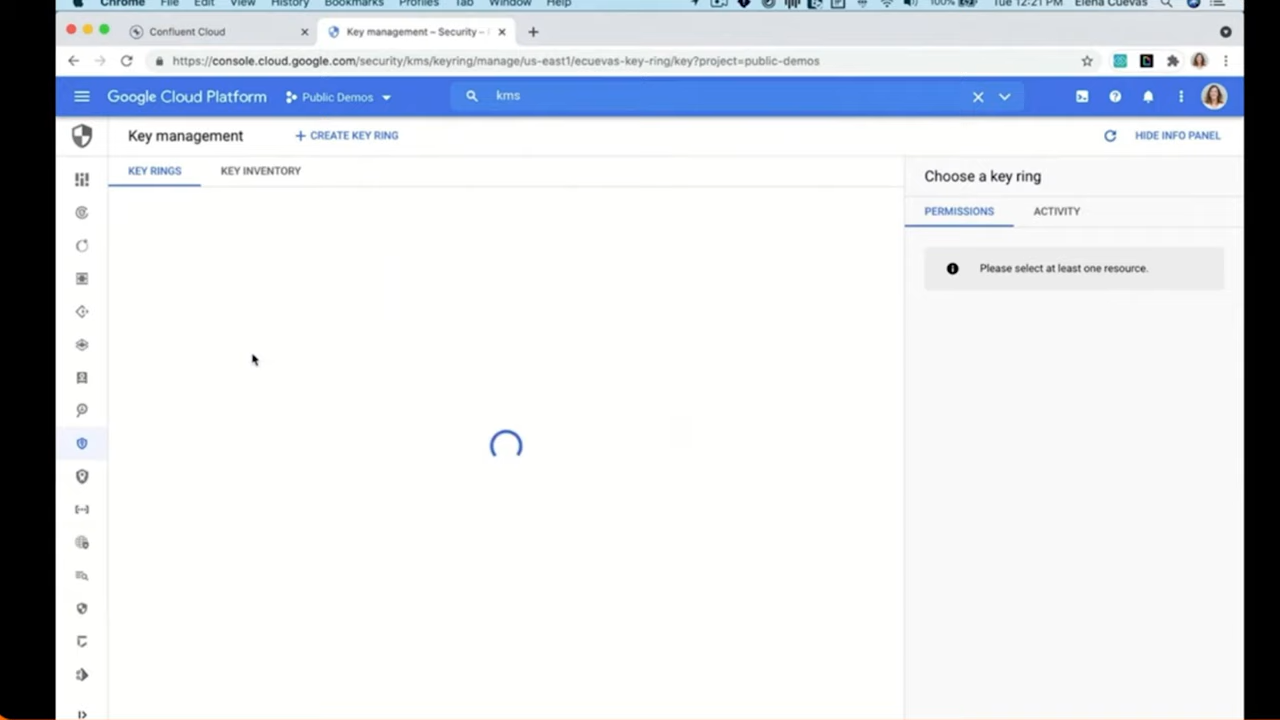 Chrome File Edit View History Bookmarks Profiles Tab Window Help 100% Tue 12:21 PM Elena Cuevas
Confluent Cloud
Key management – Security –
https://console.cloud.google.com/security/kms/keyring/manage/us-east1/ecuevas-key-ring/key?project=public-demos
Google Cloud Platform Public Demos kms
Key management + CREATE KEY RING HIDE INFO PANEL
KEY RINGS KEY INVENTORY
Choose a key ring
PERMISSIONS ACTIVITY
Please select at least one resource.